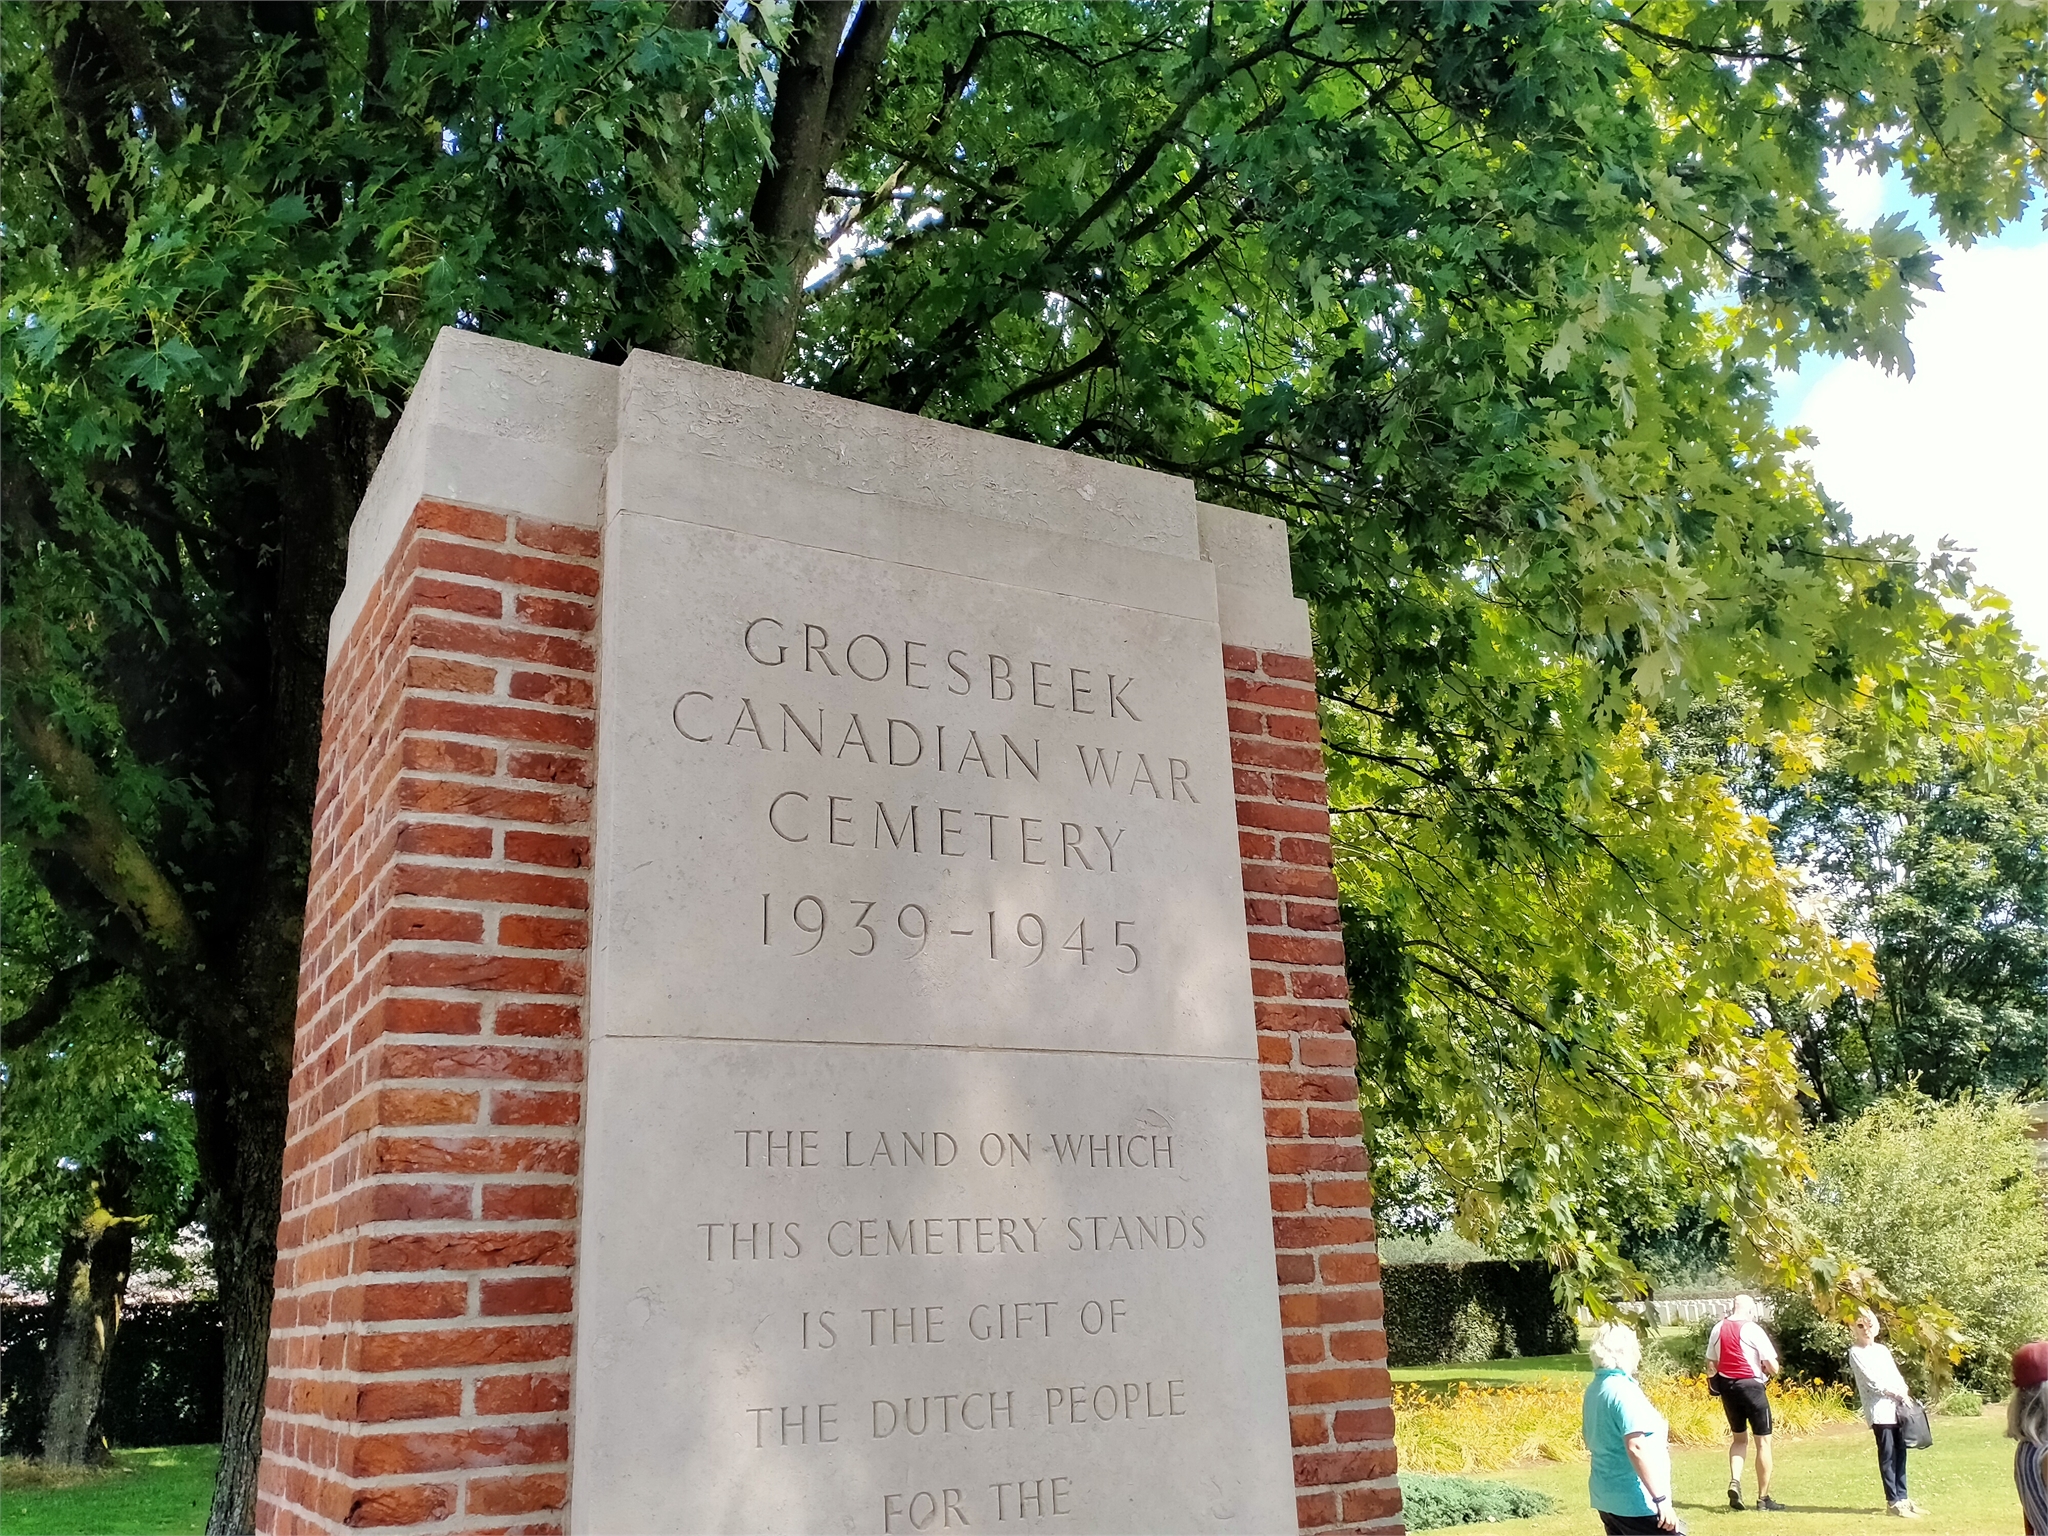 GROESBEEK
CANADIAN WAR
CEMETERY
1939-1945
THE LAND ON WHICH
THIS CEMETERY STANDS
IS THE GIFT OF
THE DUTCH PEOPLE
FOR THE